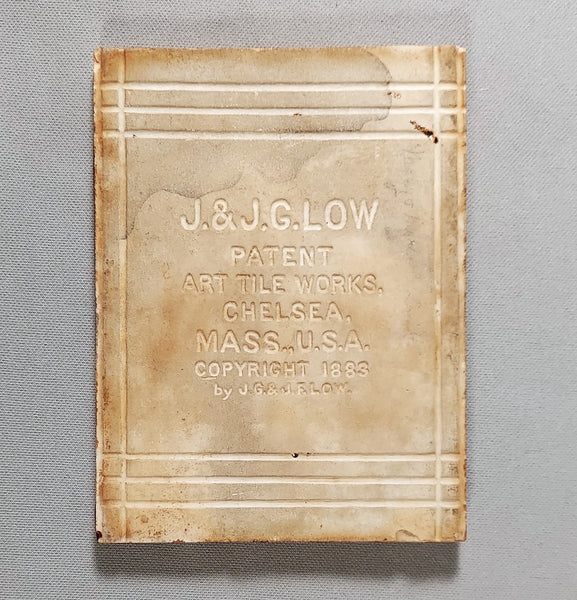 J. & J.G. LOW
PATENT
ART TILE WORKS,
CHELSEA,
MASS., U.S.A.
COPYRIGHT 1883
by J.G. & J.F. LOW.